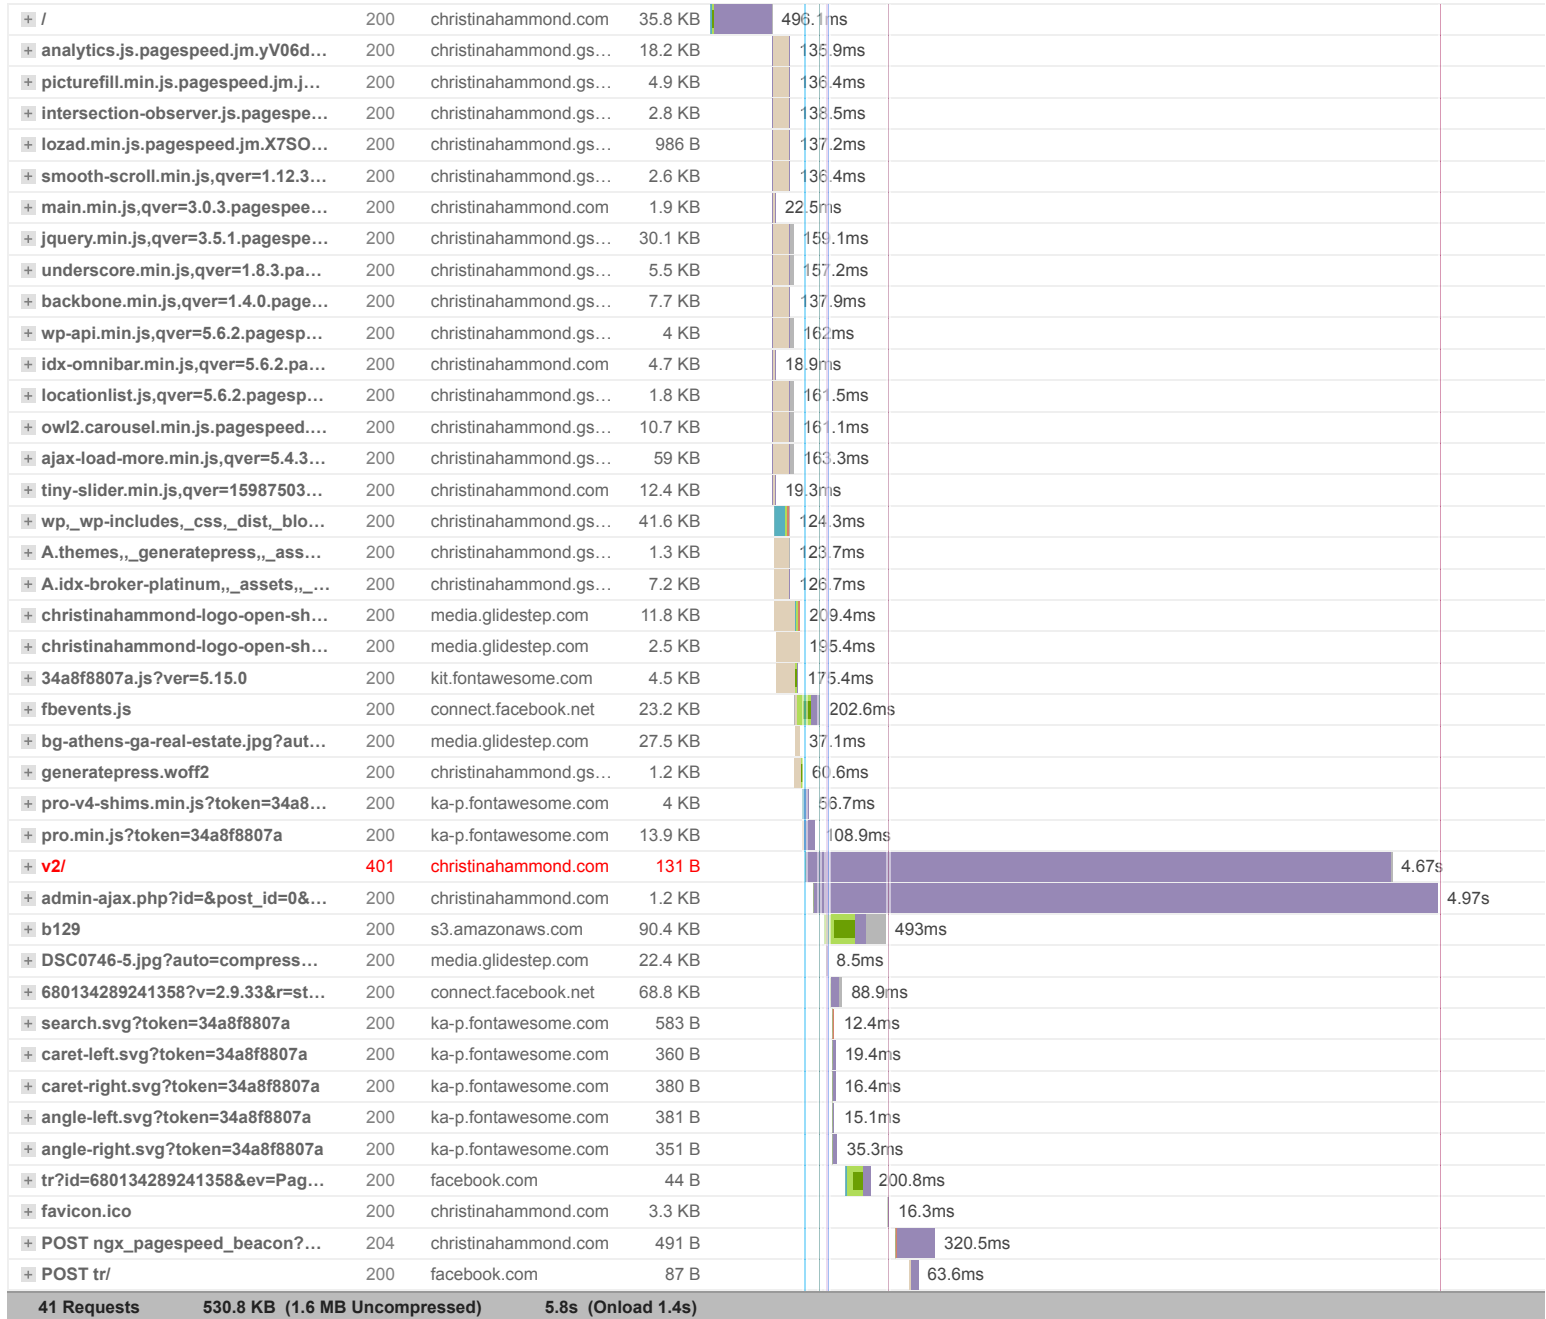 / 200 christinahammond.com 35.8 KB 496.1ms
analytics.js.pagespeed.jm.yV06d... 200 christinahammond.gs... 18.2 KB 135.9ms
picturefill.min.js.pagespeed.jm.j... 200 christinahammond.gs... 4.9 KB 136.4ms
intersection-observer.js.pagespe... 200 christinahammond.gs... 2.8 KB 138.5ms
lozad.min.js.pagespeed.jm.X7SO... 200 christinahammond.gs... 986 B 137.2ms
smooth-scroll.min.js,qver=1.12.3... 200 christinahammond.gs... 2.6 KB 136.4ms
main.min.js,qver=3.0.3.pagespee... 200 christinahammond.com 1.9 KB 22.5ms
jquery.min.js,qver=3.5.1.pagespe... 200 christinahammond.gs... 30.1 KB 159.1ms
underscore.min.js,qver=1.8.3.pa... 200 christinahammond.gs... 5.5 KB 157.2ms
backbone.min.js,qver=1.4.0.page... 200 christinahammond.gs... 7.7 KB 137.9ms
wp-api.min.js,qver=5.6.2.pagesp... 200 christinahammond.gs... 4 KB 162ms
idx-omnibar.min.js,qver=5.6.2.pa... 200 christinahammond.com 4.7 KB 18.9ms
locationlist.js,qver=5.6.2.pagesp... 200 christinahammond.gs... 1.8 KB 161.5ms
owl2.carousel.min.js.pagespeed.... 200 christinahammond.gs... 10.7 KB 161.1ms
ajax-load-more.min.js,qver=5.4.3... 200 christinahammond.gs... 59 KB 163.3ms
tiny-slider.min.js,qver=15987503... 200 christinahammond.com 12.4 KB 19.3ms
wp,_wp-includes,_css,_dist,_blo... 200 christinahammond.gs... 41.6 KB 124.3ms
A.themes,,_generatepress,,_ass... 200 christinahammond.gs... 1.3 KB 123.7ms
A.idx-broker-platinum,,_assets,,_... 200 christinahammond.gs... 7.2 KB 126.7ms
christinahammond-logo-open-sh... 200 media.glidestep.com 11.8 KB 209.4ms
christinahammond-logo-open-sh... 200 media.glidestep.com 2.5 KB 195.4ms
34a8f8807a.js?ver=5.15.0 200 kit.fontawesome.com 4.5 KB 175.4ms
fbevents.js 200 connect.facebook.net 23.2 KB 202.6ms
bg-athens-ga-real-estate.jpg?aut... 200 media.glidestep.com 27.5 KB 37.1ms
generatepress.woff2 200 christinahammond.gs... 1.2 KB 60.6ms
pro-v4-shims.min.js?token=34a8... 200 ka-p.fontawesome.com 4 KB 56.7ms
pro.min.js?token=34a8f8807a 200 ka-p.fontawesome.com 13.9 KB 108.9ms
v2/ 401 christinahammond.com 131 B 4.67s
admin-ajax.php?id=&post_id=0&... 200 christinahammond.com 1.2 KB 4.97s
b129 200 s3.amazonaws.com 90.4 KB 493ms
DSC0746-5.jpg?auto=compress... 200 media.glidestep.com 22.4 KB 8.5ms
680134289241358?v=2.9.33&r=st... 200 connect.facebook.net 68.8 KB 88.9ms
search.svg?token=34a8f8807a 200 ka-p.fontawesome.com 583 B 12.4ms
caret-left.svg?token=34a8f8807a 200 ka-p.fontawesome.com 360 B 19.4ms
caret-right.svg?token=34a8f8807a 200 ka-p.fontawesome.com 380 B 16.4ms
angle-left.svg?token=34a8f8807a 200 ka-p.fontawesome.com 381 B 15.1ms
angle-right.svg?token=34a8f8807a 200 ka-p.fontawesome.com 351 B 35.3ms
tr?id=680134289241358&ev=Pag... 200 facebook.com 44 B 200.8ms
favicon.ico 200 christinahammond.com 3.3 KB 16.3ms
POST ngx_pagespeed_beacon?... 204 christinahammond.com 491 B 320.5ms
POST tr/ 200 facebook.com 87 B 63.6ms
41 Requests 530.8 KB (1.6 MB Uncompressed) 5.8s (Onload 1.4s)